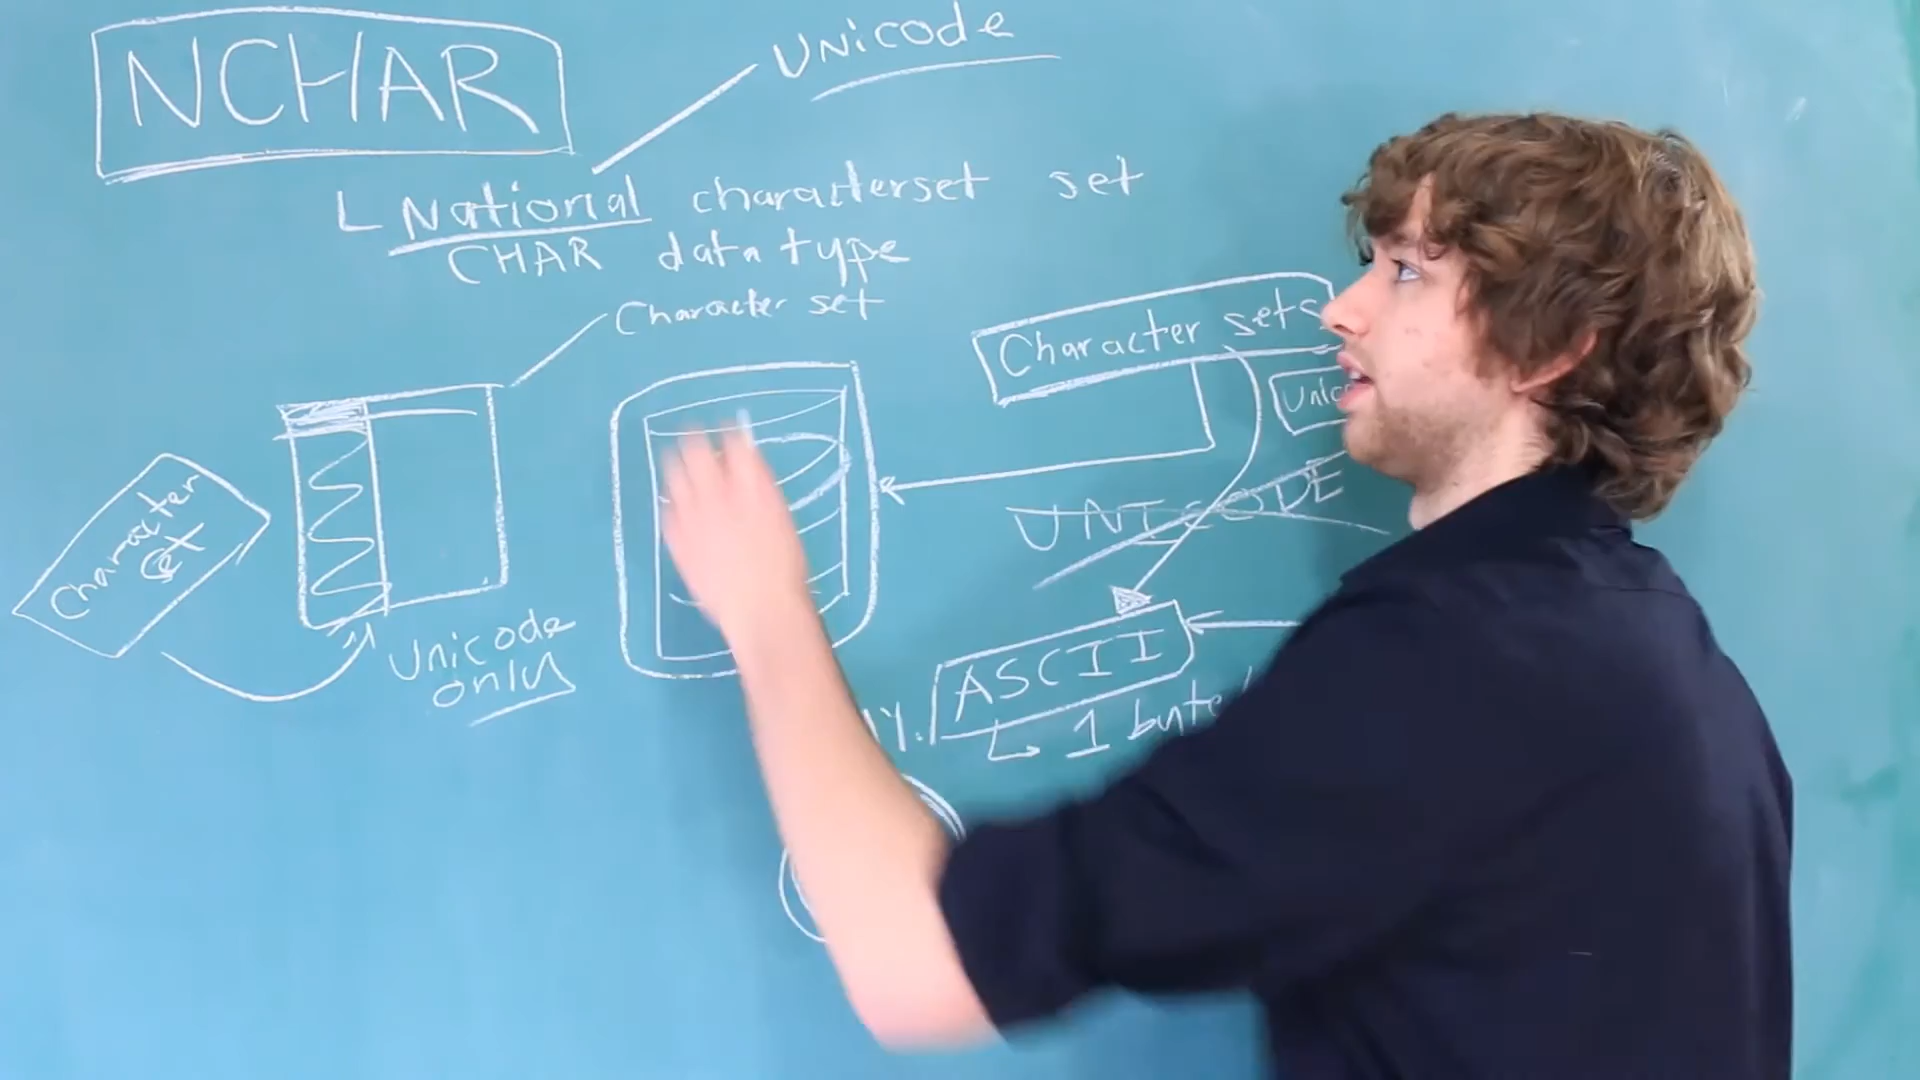 NCHAR
UNicode
National characterset set
CHAR data type
Character set
Character sets
UNICODE
Character
set
Unicode
only
ASCII
1 byte